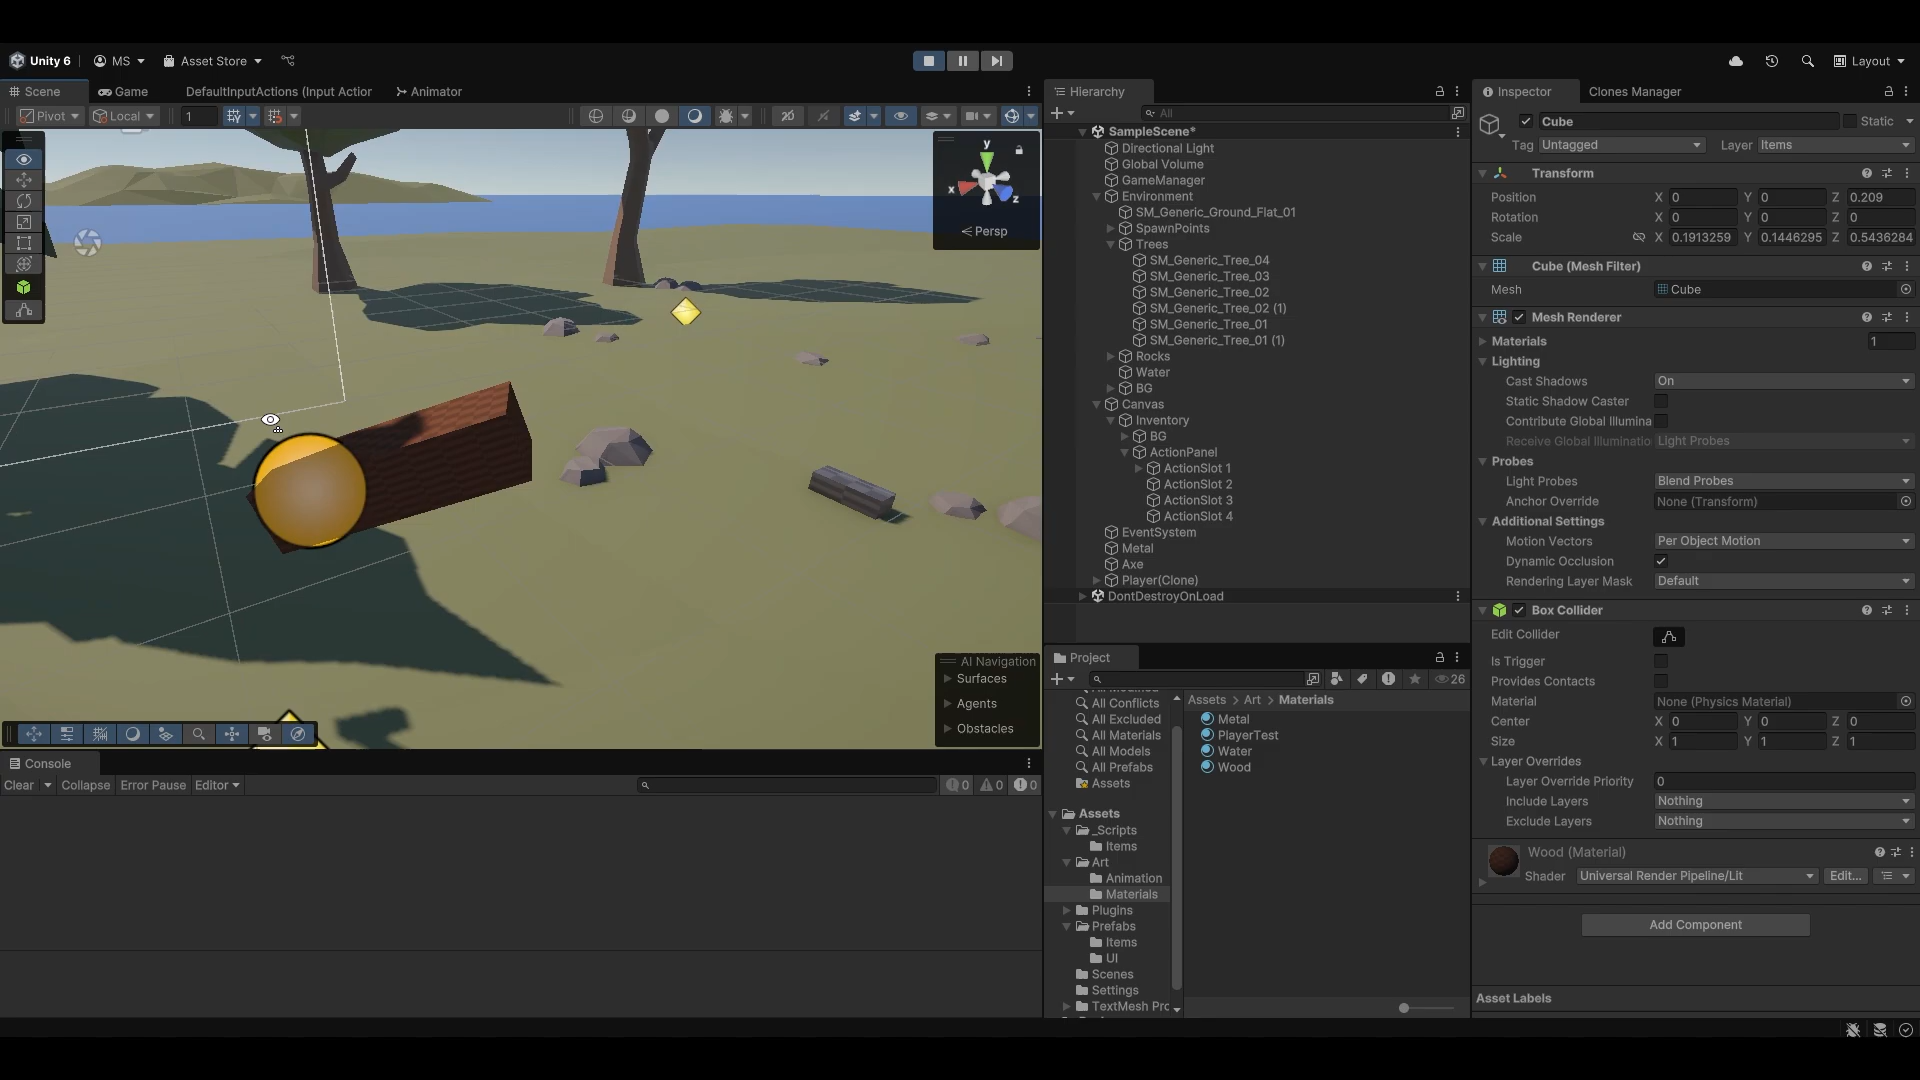 Unity 6
MS
Asset Store
Layout
Scene
Game
DefaultInputActions (Input Action
Animator
Pivot
Local
1
2D
y
x
z
Persp
AI Navigation
Surfaces
Agents
Obstacles
Console
Clear
Collapse
Error Pause
Editor
0
0
0
Hierarchy
All
SampleScene*
Directional Light
Global Volume
GameManager
Environment
SM_Generic_Ground_Flat_01
SpawnPoints
Trees
SM_Generic_Tree_04
SM_Generic_Tree_03
SM_Generic_Tree_02
SM_Generic_Tree_02 (1)
SM_Generic_Tree_01
SM_Generic_Tree_01 (1)
Rocks
Water
BG
Canvas
Inventory
BG
ActionPanel
ActionSlot 1
ActionSlot 2
ActionSlot 3
ActionSlot 4
EventSystem
Metal
Axe
Player(Clone)
DontDestroyOnLoad
Project
26
All Conflicts
All Excluded
All Materials
All Models
All Prefabs
Assets
Assets
_Scripts
Items
Art
Animation
Materials
Plugins
Prefabs
Items
UI
Scenes
Settings
TextMesh Prc
Assets > Art > Materials
Metal
PlayerTest
Water
Wood
Inspector
Clones Manager
Cube
Static
Tag Untagged Layer Items
Transform
Position X 0 Y 0 Z 0.209
Rotation X 0 Y 0 Z 0
Scale X 0.1913259 Y 0.1446295 Z 0.5436284
Cube (Mesh Filter)
Mesh Cube
Mesh Renderer
Materials 1
Lighting
Cast Shadows On
Static Shadow Caster
Contribute Global Illumina
Receive Global Illuminatio Light Probes
Probes
Light Probes Blend Probes
Anchor Override None (Transform)
Additional Settings
Motion Vectors Per Object Motion
Dynamic Occlusion
Rendering Layer Mask Default
Box Collider
Edit Collider
Is Trigger
Provides Contacts
Material None (Physics Material)
Center X 0 Y 0 Z 0
Size X 1 Y 1 Z 1
Layer Overrides
Layer Override Priority 0
Include Layers Nothing
Exclude Layers Nothing
Wood (Material)
Shader Universal Render Pipeline/Lit Edit...
Add Component
Asset Labels